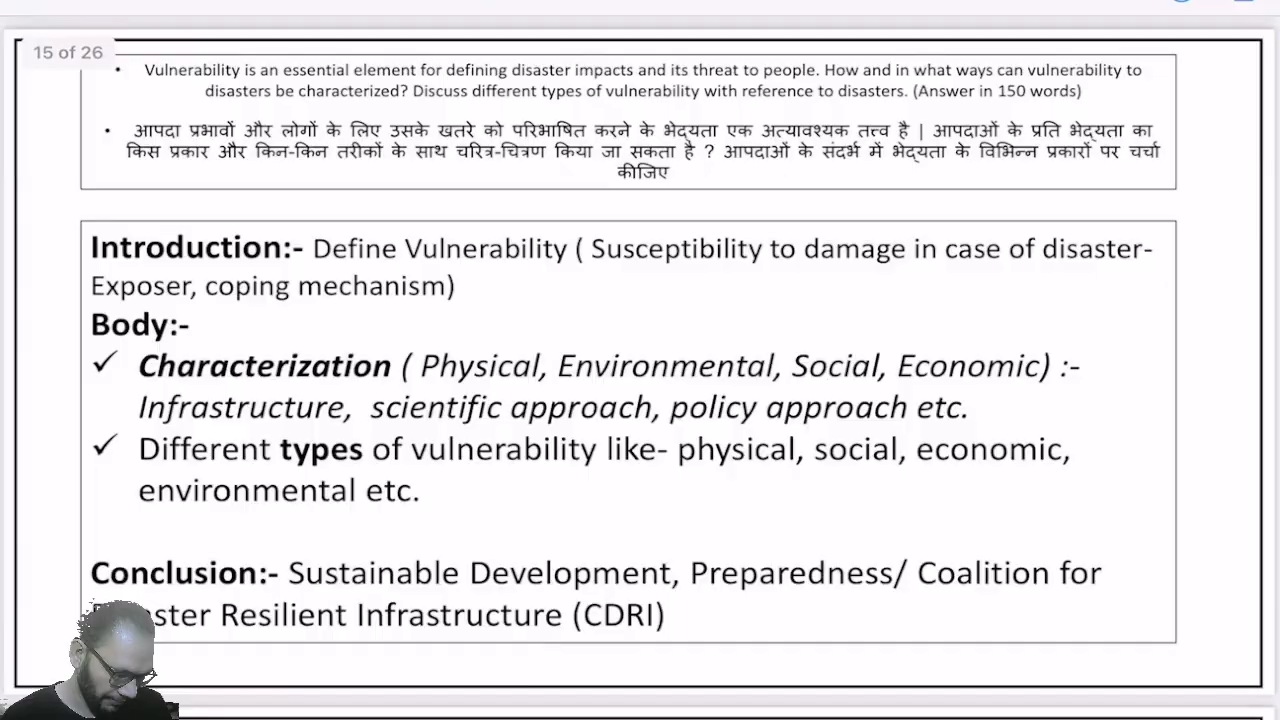 15 of 26
• Vulnerability is an essential element for defining disaster impacts and its threat to people. How and in what ways can vulnerability to
disasters be characterized? Discuss different types of vulnerability with reference to disasters. (Answer in 150 words)
• आपदा प्रभावों और लोगों के लिए उसके खतरे को परिभाषित करने के भेद्यता एक अत्यावश्यक तत्त्व है | आपदाओं के प्रति भेद्यता का
किस प्रकार और किन-किन तरीकों के साथ चरित्र-चित्रण किया जा सकता है ? आपदाओं के संदर्भ में भेद्यता के विभिन्न प्रकारों पर चर्चा
कीजिए
Introduction:- Define Vulnerability ( Susceptibility to damage in case of disaster-
Exposer, coping mechanism)
Body:-
✓ Characterization ( Physical, Environmental, Social, Economic) :-
Infrastructure, scientific approach, policy approach etc.
✓ Different types of vulnerability like- physical, social, economic,
environmental etc.
Conclusion:- Sustainable Development, Preparedness/ Coalition for
Resilient Infrastructure (CDRI)